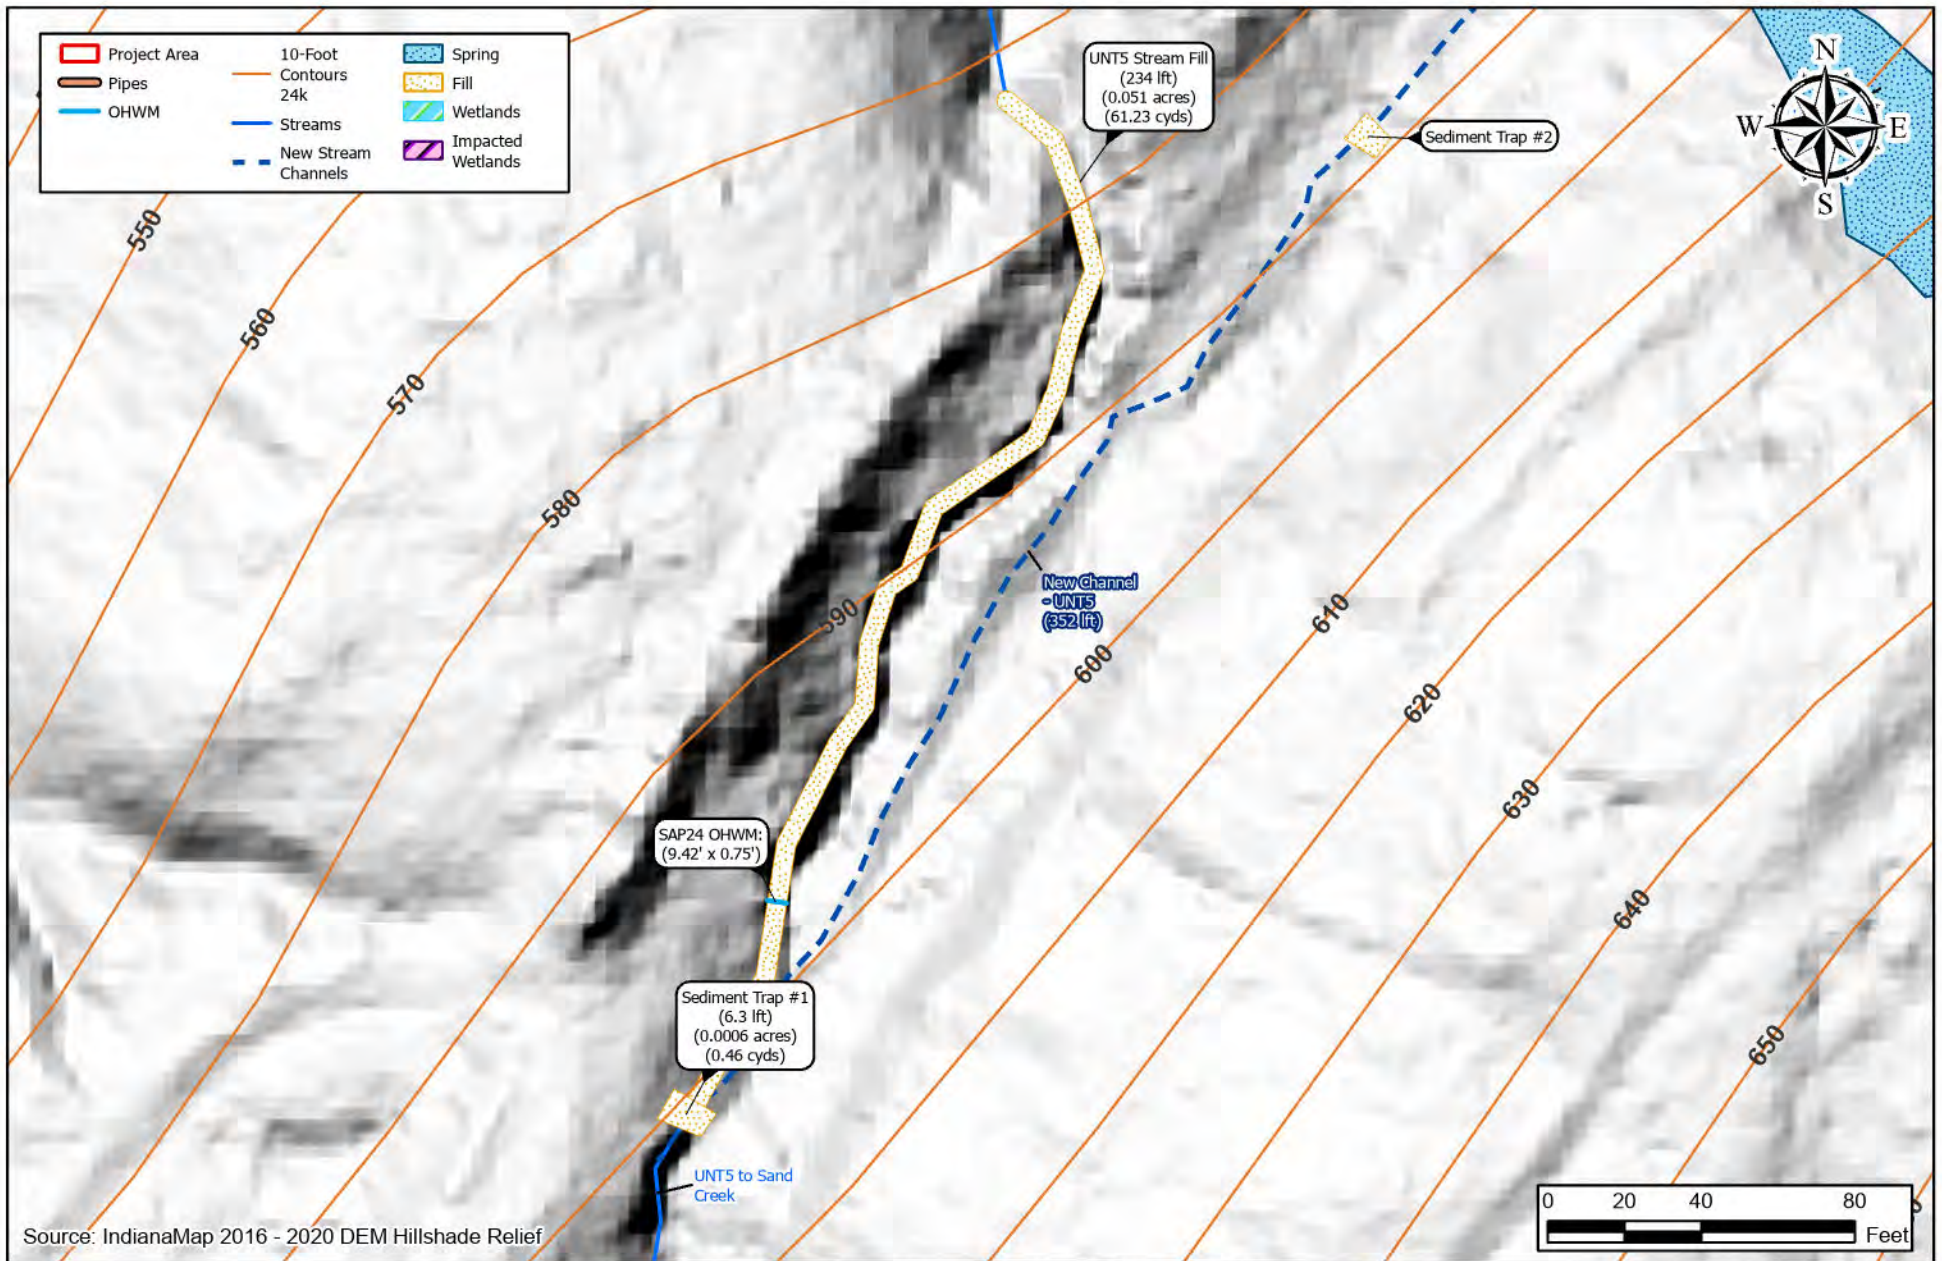 Project Area
Pipes
OHWM
10-Foot
Contours
24k
Streams
New Stream
Channels
Spring
Fill
Wetlands
Impacted
Wetlands
UNT5 Stream Fill
(234 lft)
(0.051 acres)
(61.23 cyds)
Sediment Trap #2
N
W
E
S
550
560
570
580
590
New Channel
- UNT5
(352 lft)
600
610
620
630
640
650
SAP24 OHWM:
(9.42' x 0.75')
Sediment Trap #1
(6.3 lft)
(0.0006 acres)
(0.46 cyds)
UNT5 to Sand
Creek
0 20 40 80
Feet
Source: IndianaMap 2016 - 2020 DEM Hillshade Relief